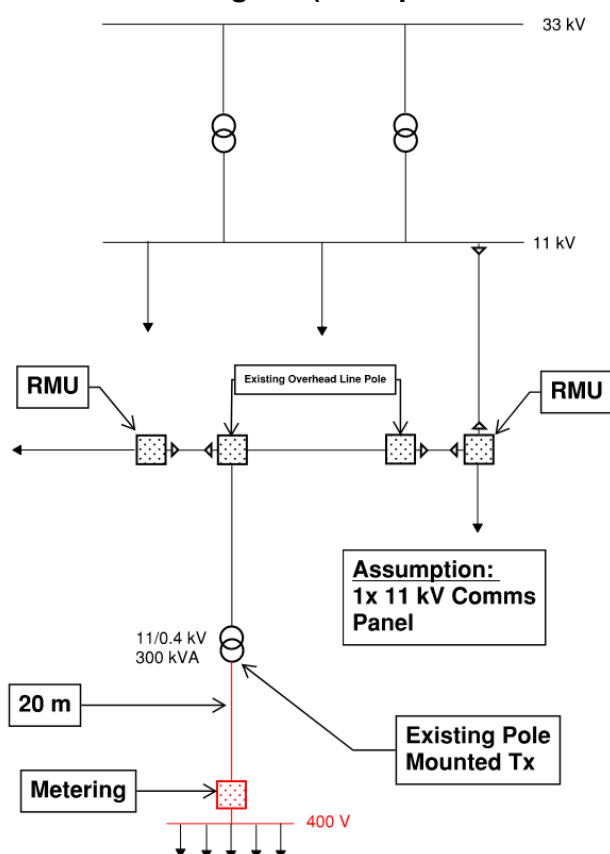 33 kV
11 kV
RMU
Existing Overhead Line Pole
RMU
Assumption:
1x 11 kV Comms
Panel
11/0.4 kV
300 kVA
20 m
Existing Pole
Mounted Tx
Metering
400 V